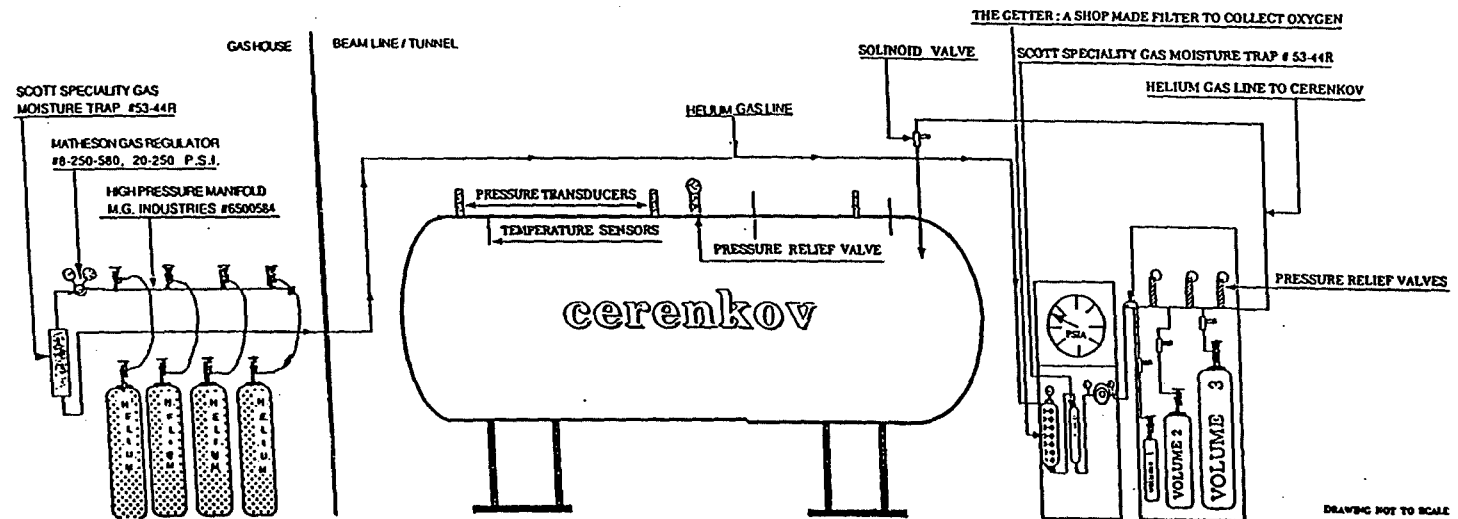 THE GETTER : A SHOP MADE FILTER TO COLLECT OXYGEN
GAS HOUSE
BEAM LINE / TUNNEL
SOLINOID VALVE
SCOTT SPECIALITY GAS MOISTURE TRAP # 53-44R
SCOTT SPECIALITY GAS
MOISTURE TRAP #53-44R
HELIUM GAS LINE TO CERENKOV
HELIUM GAS LINE
MATHESON GAS REGULATOR
#8-250-580, 20-250 P.S.I.
HIGH PRESSURE MANIFOLD
M.G. INDUSTRIES #6500584
PRESSURE TRANSDUCERS
TEMPERATURE SENSORS
PRESSURE RELIEF VALVE
PRESSURE RELIEF VALVES
cerenkov
PSIA
HELIUM
HELIUM
HELIUM
HELIUM
VOLUME 1
VOLUME 2
VOLUME 3
DRAWING NOT TO SCALE